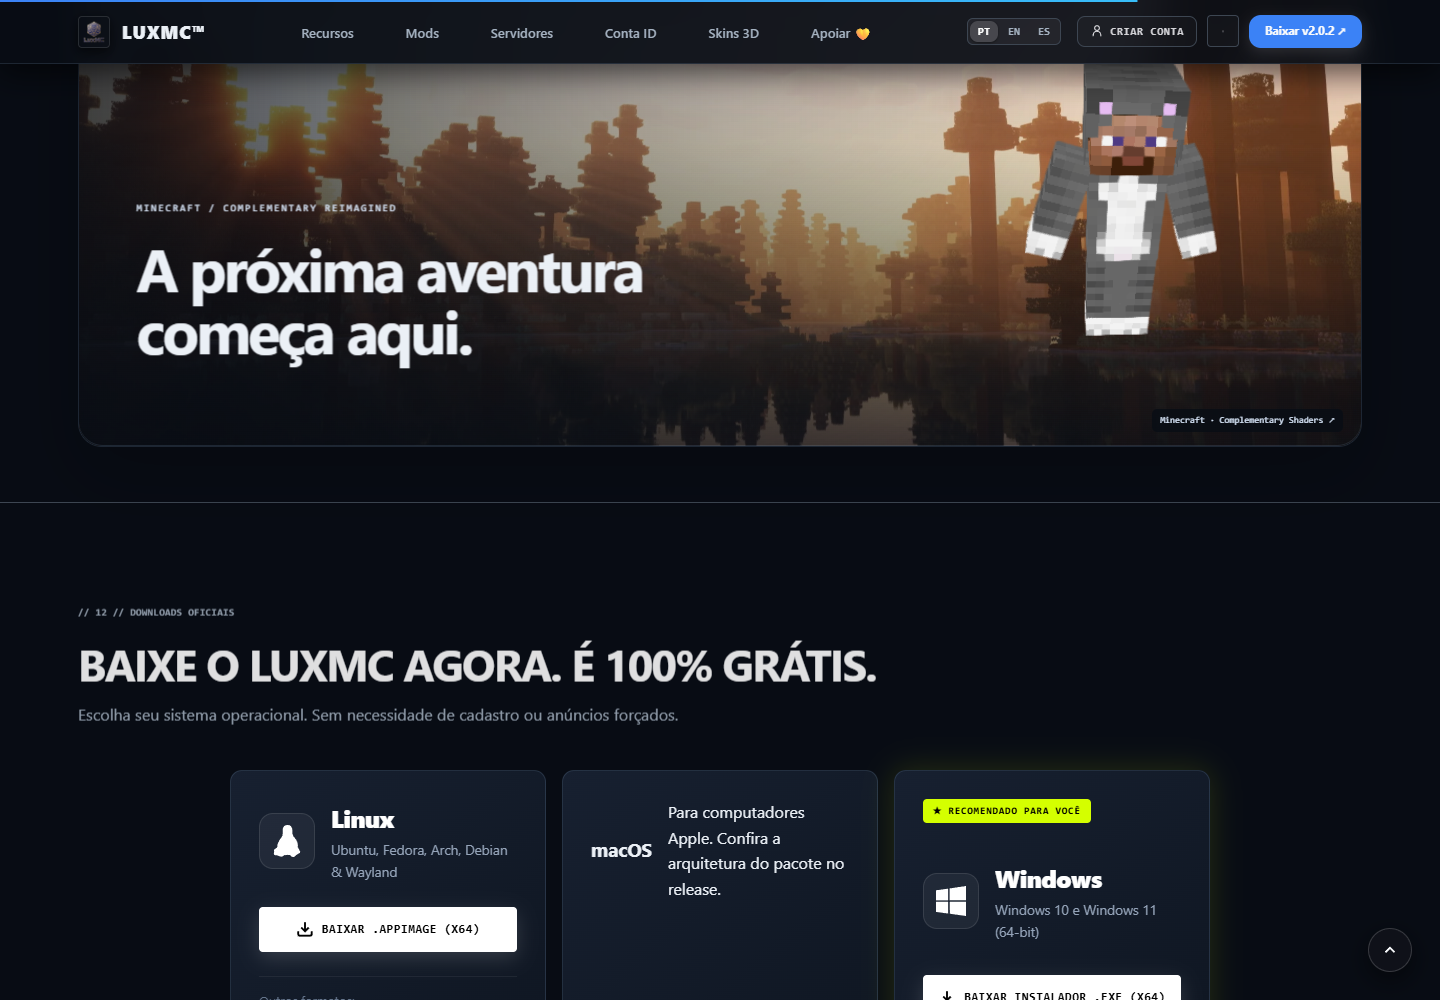 LUXMC™
Recursos
Mods
Servidores
Conta ID
Skins 3D
Apoiar
PT
EN
ES
CRIAR CONTA
Baixar v2.0.2 ↗
MINECRAFT / COMPLEMENTARY REIMAGINED
A próxima aventura
começa aqui.
Minecraft · Complementary Shaders ↗
// 12 // DOWNLOADS OFICIAIS
BAIXE O LUXMC AGORA. É 100% GRÁTIS.
Escolha seu sistema operacional. Sem necessidade de cadastro ou anúncios forçados.
Linux
Ubuntu, Fedora, Arch, Debian
& Wayland
BAIXAR .APPIMAGE (X64)
Outros formatos:
macOS
Para computadores
Apple. Confira a
arquitetura do pacote no
release.
★ RECOMENDADO PARA VOCÊ
Windows
Windows 10 e Windows 11
(64-bit)
BAIXAR INSTALADOR .EXE (X64)